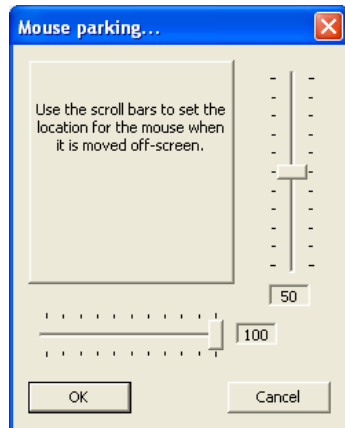 Mouse parking...
Use the scroll bars to set the
location for the mouse when
it is moved off-screen.
50
100
OK
Cancel